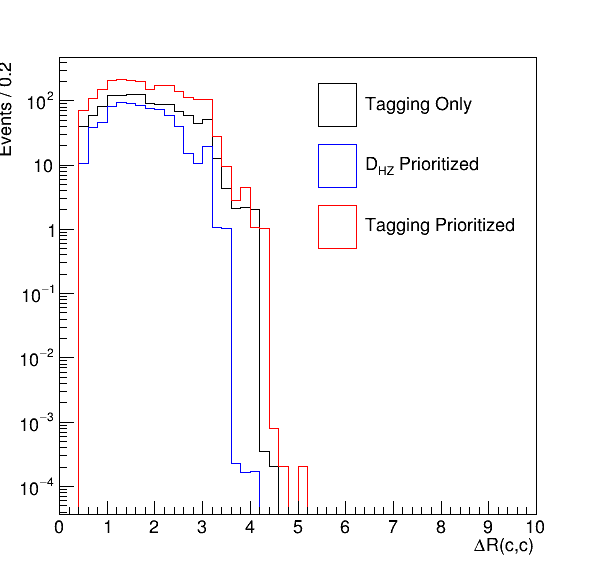 Events / 0.2
10²
10
1
10⁻¹
10⁻²
10⁻³
10⁻⁴
Tagging Only
D_HZ Prioritized
Tagging Prioritized
0 1 2 3 4 5 6 7 8 9 10
ΔR(c,c)